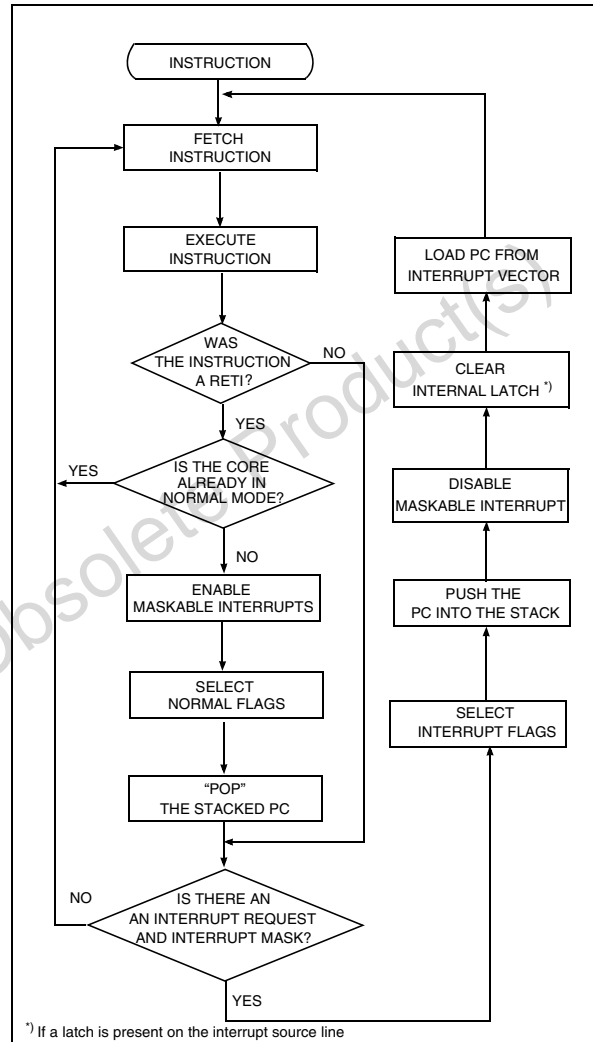 INSTRUCTION
FETCH
INSTRUCTION
EXECUTE
INSTRUCTION
WAS
THE INSTRUCTION
A RETI?
NO
YES
IS THE CORE
ALREADY IN
NORMAL MODE?
YES
NO
ENABLE
MASKABLE INTERRUPTS
SELECT
NORMAL FLAGS
“POP”
THE STACKED PC
IS THERE AN
AN INTERRUPT REQUEST
AND INTERRUPT MASK?
NO
YES
LOAD PC FROM
INTERRUPT VECTOR
CLEAR
INTERNAL LATCH *)
DISABLE
MASKABLE INTERRUPT
PUSH THE
PC INTO THE STACK
SELECT
INTERRUPT FLAGS
*) If a latch is present on the interrupt source line
Obsolete Product(s)